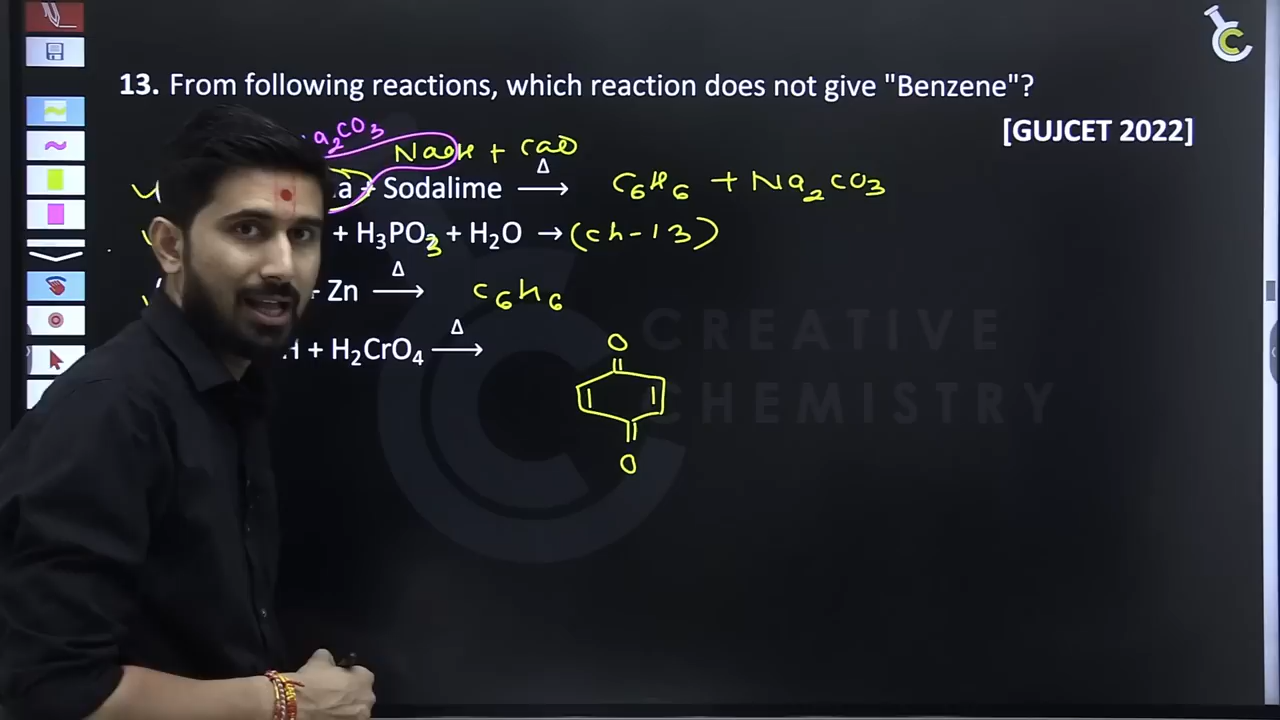 13. From following reactions, which reaction does not give "Benzene"?
[GUJCET 2022]
a₂CO₃
NaOH + CaO
a + Sodalime Δ⟶ C₆H₆ + Na₂CO₃
+ H₃PO₃ + H₂O → (ch-13)
+ Zn Δ⟶ C₆H₆
H + H₂CrO₄ Δ⟶
O
O
CREATIVE
CHEMISTRY